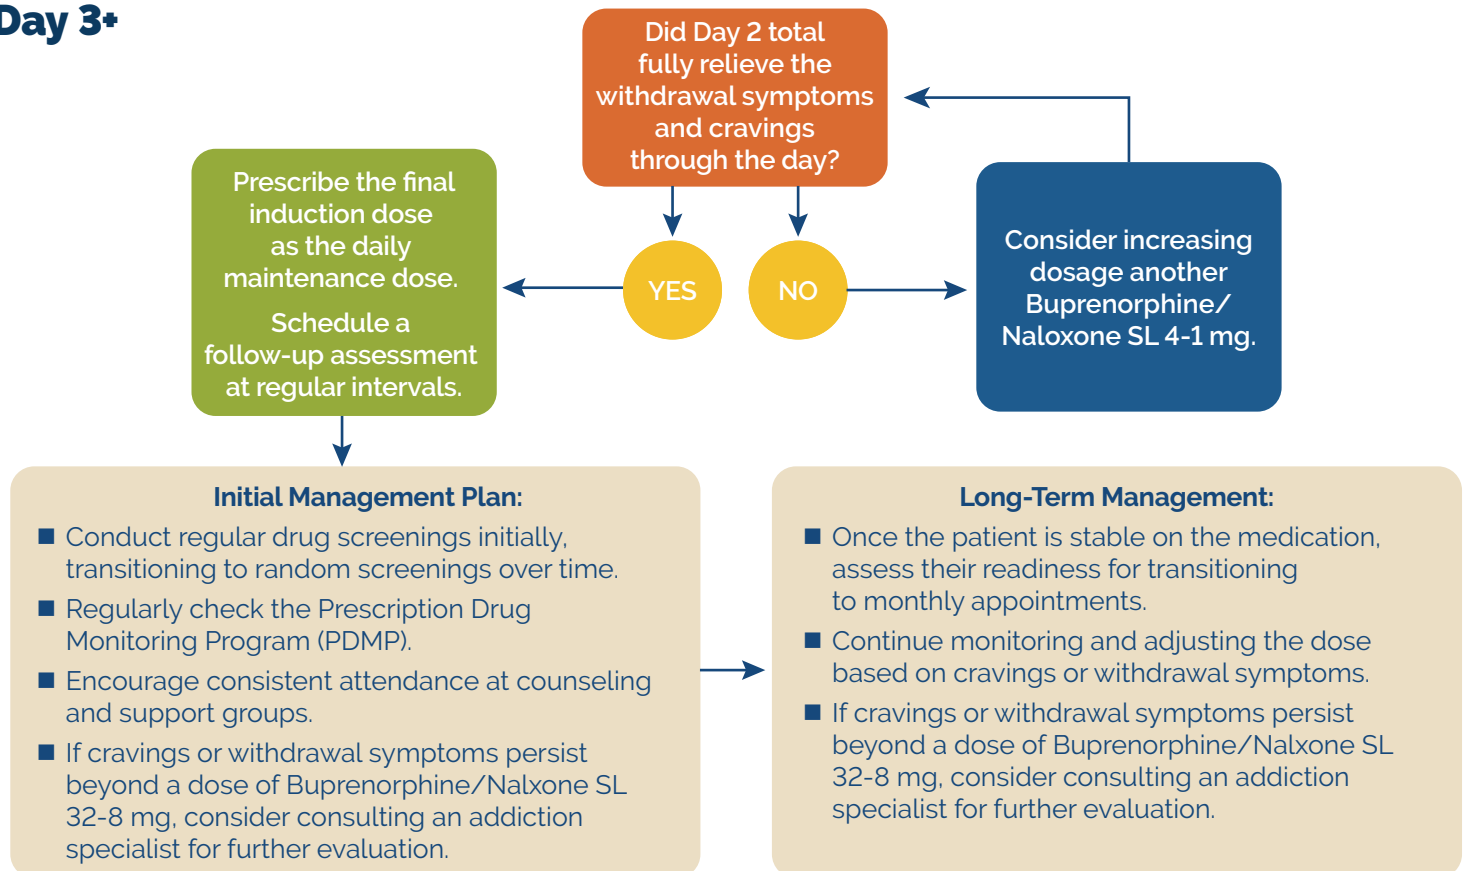 Day 3+
Did Day 2 total
fully relieve the
withdrawal symptoms
and cravings
through the day?
YES
NO
Prescribe the final
induction dose
as the daily
maintenance dose.
Schedule a
follow-up assessment
at regular intervals.
Consider increasing
dosage another
Buprenorphine/
Naloxone SL 4-1 mg.
Initial Management Plan:
■ Conduct regular drug screenings initially,
transitioning to random screenings over time.
■ Regularly check the Prescription Drug
Monitoring Program (PDMP).
■ Encourage consistent attendance at counseling
and support groups.
■ If cravings or withdrawal symptoms persist
beyond a dose of Buprenorphine/Nalxone SL
32-8 mg, consider consulting an addiction
specialist for further evaluation.
Long-Term Management:
■ Once the patient is stable on the medication,
assess their readiness for transitioning
to monthly appointments.
■ Continue monitoring and adjusting the dose
based on cravings or withdrawal symptoms.
■ If cravings or withdrawal symptoms persist
beyond a dose of Buprenorphine/Nalxone SL
32-8 mg, consider consulting an addiction
specialist for further evaluation.